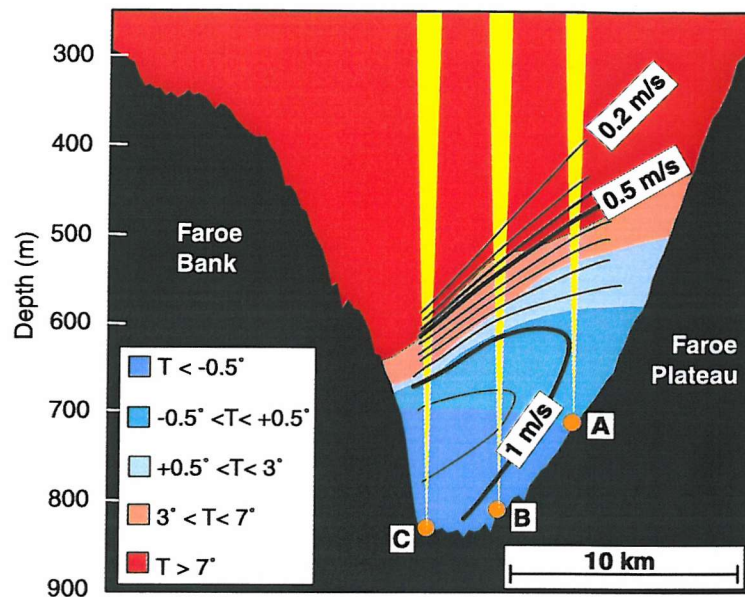 300
400
500
600
700
800
900
Depth (m)
Faroe
Bank
0.2 m/s
0.5 m/s
1 m/s
Faroe
Plateau
T < -0.5°
-0.5° <T< +0.5°
+0.5° <T< 3°
3° < T< 7°
T > 7°
A
B
C
10 km